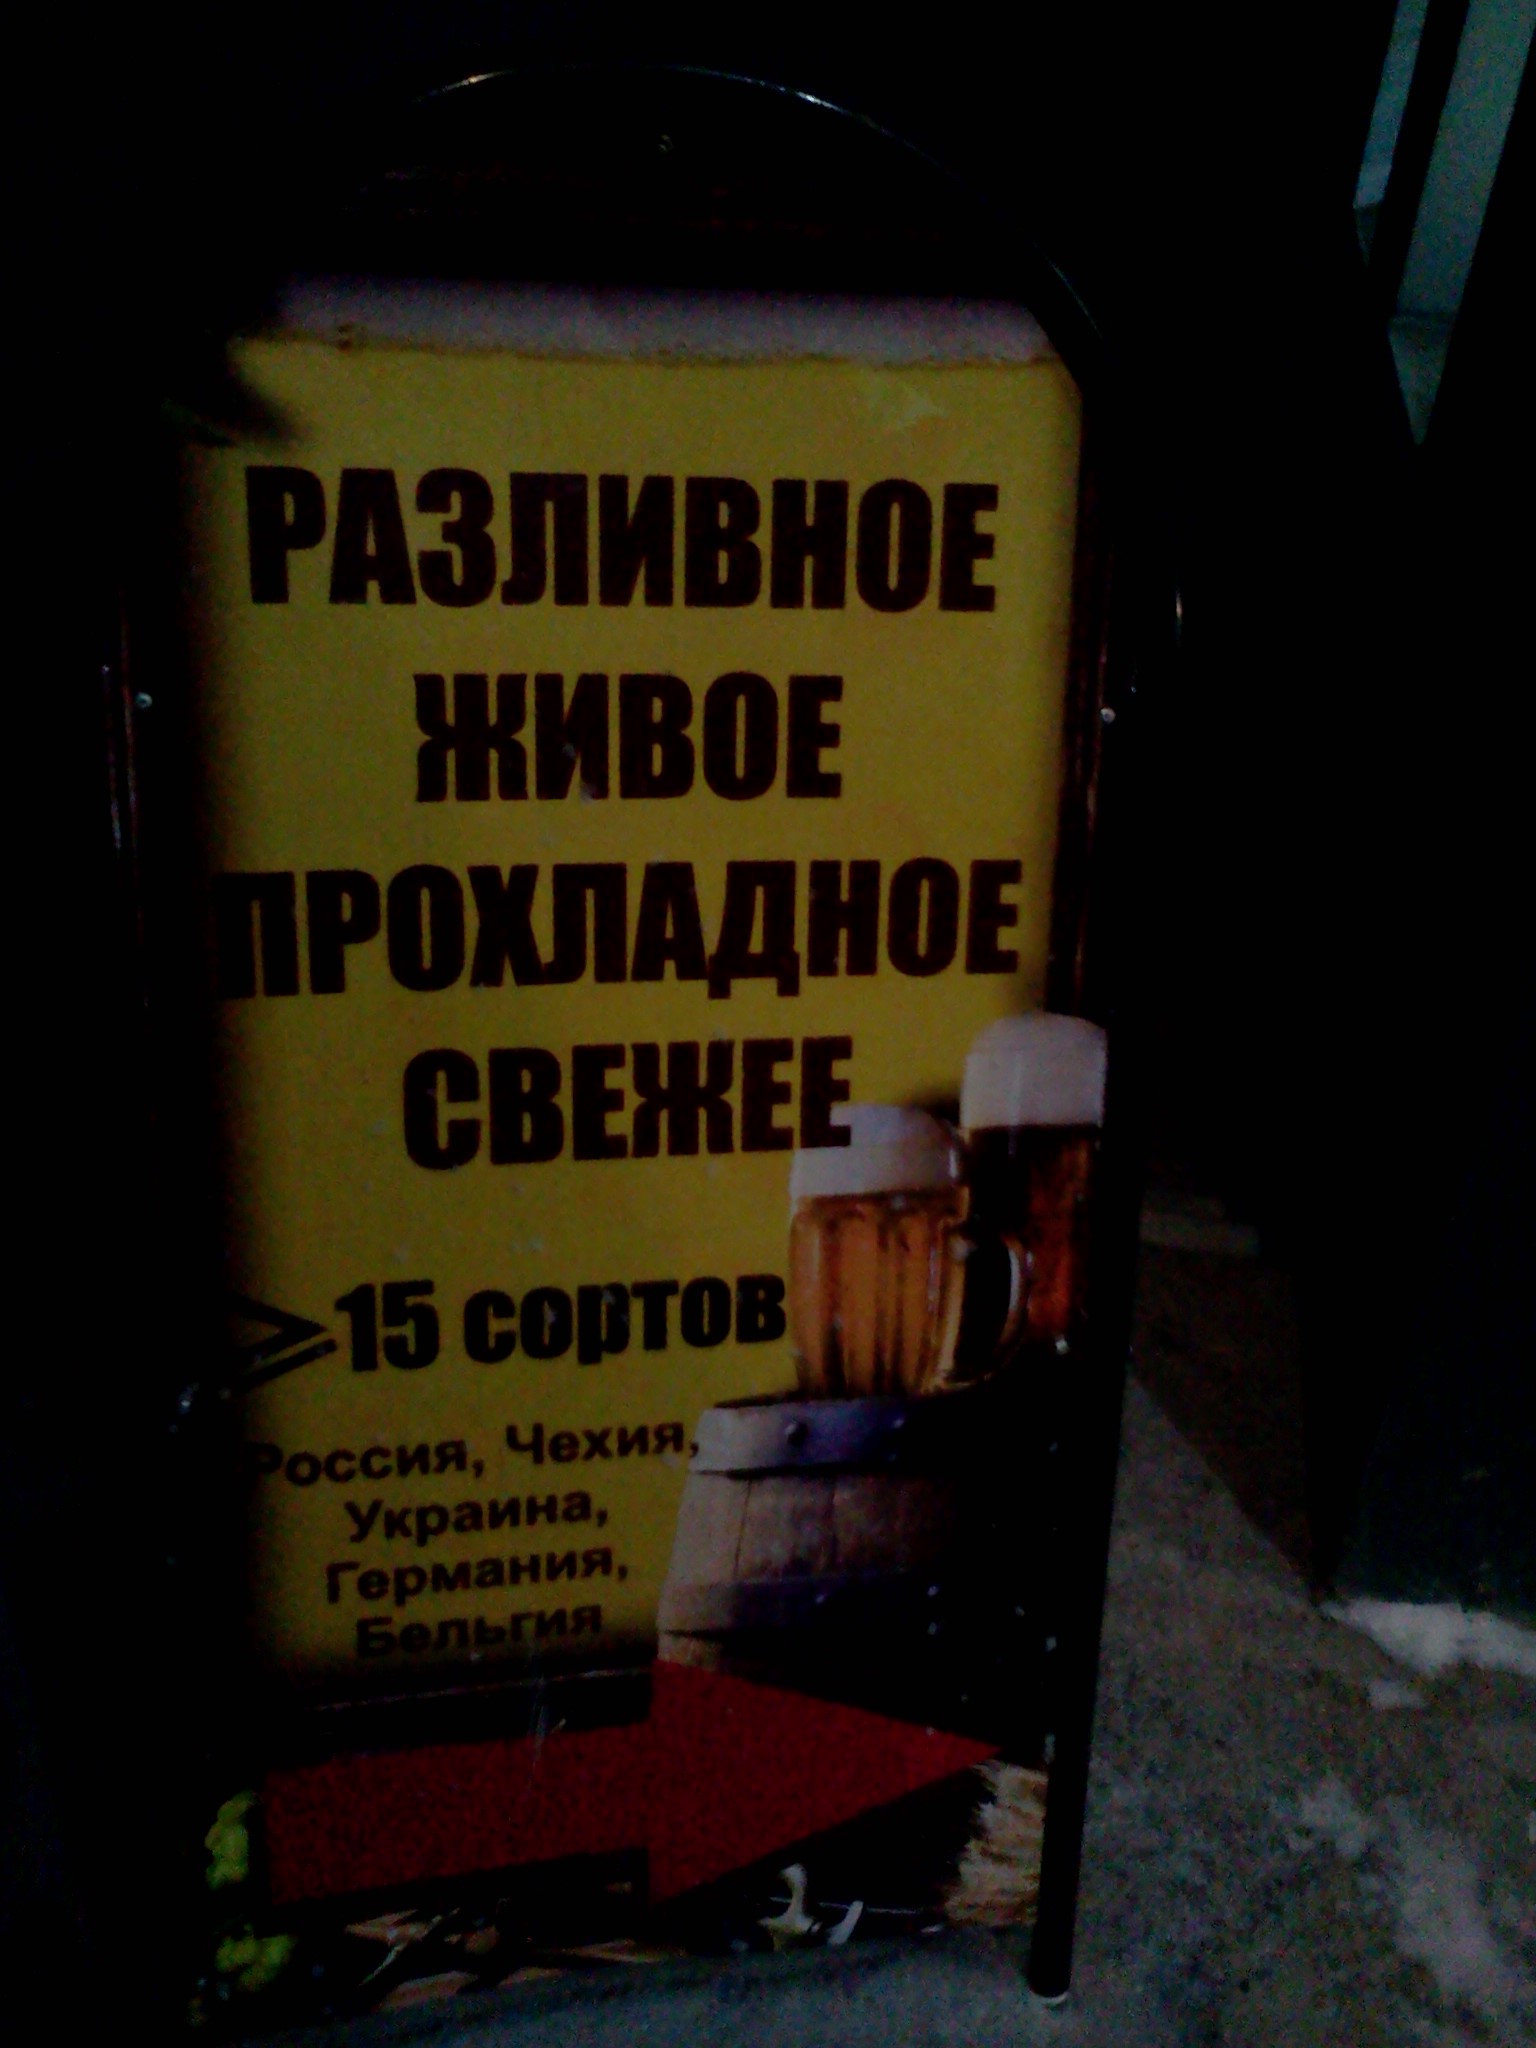 РАЗЛИВНОЕ
ЖИВОЕ
ПРОХЛАДНОЕ
СВЕЖЕЕ
>15 сортов
Россия, Чехия,
Украина,
Германия,
Бельгия